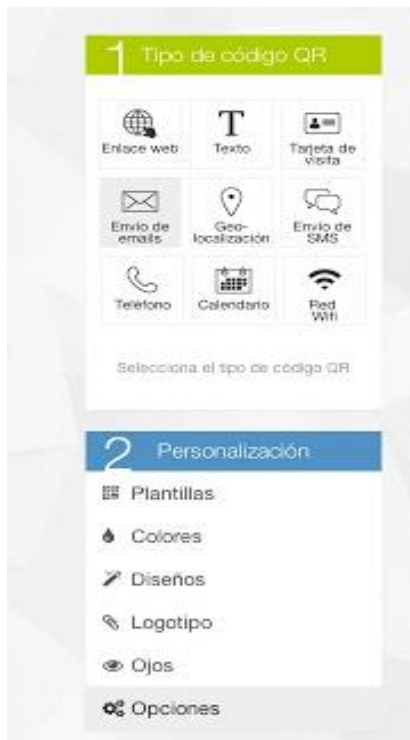 1 Tipo de código QR
Enlace web
Texto
Tarjeta de
visita
Envío de
emails
Geo-
localización
Envío de
SMS
Teléfono
Calendario
Red
Wifi
Selecciona el tipo de código QR
2 Personalización
Plantillas
Colores
Diseños
Logotipo
Ojos
Opciones